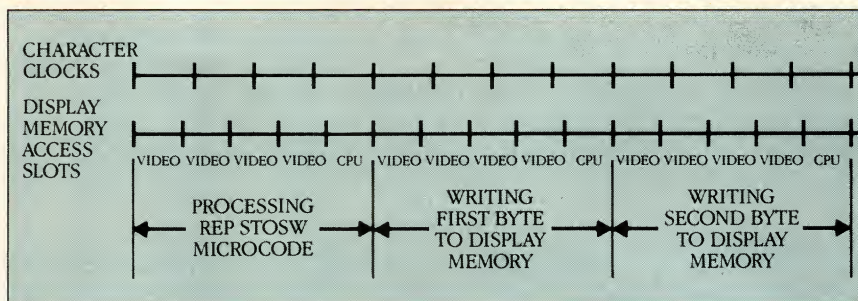 CHARACTER
CLOCKS
DISPLAY
MEMORY
ACCESS
SLOTS
VIDEO VIDEO VIDEO VIDEO CPU VIDEO VIDEO VIDEO VIDEO CPU VIDEO VIDEO VIDEO VIDEO CPU
PROCESSING
REP STOSW
MICROCODE
WRITING
FIRST BYTE
TO DISPLAY
MEMORY
WRITING
SECOND BYTE
TO DISPLAY
MEMORY